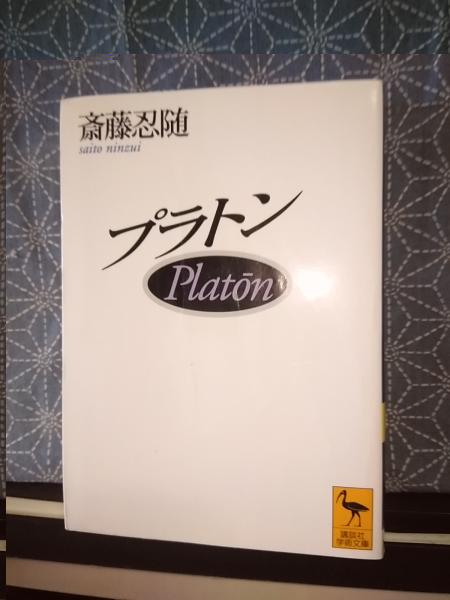 斎藤忍随
saito ninzui
プラトン
Platōn
講談社
学術文庫